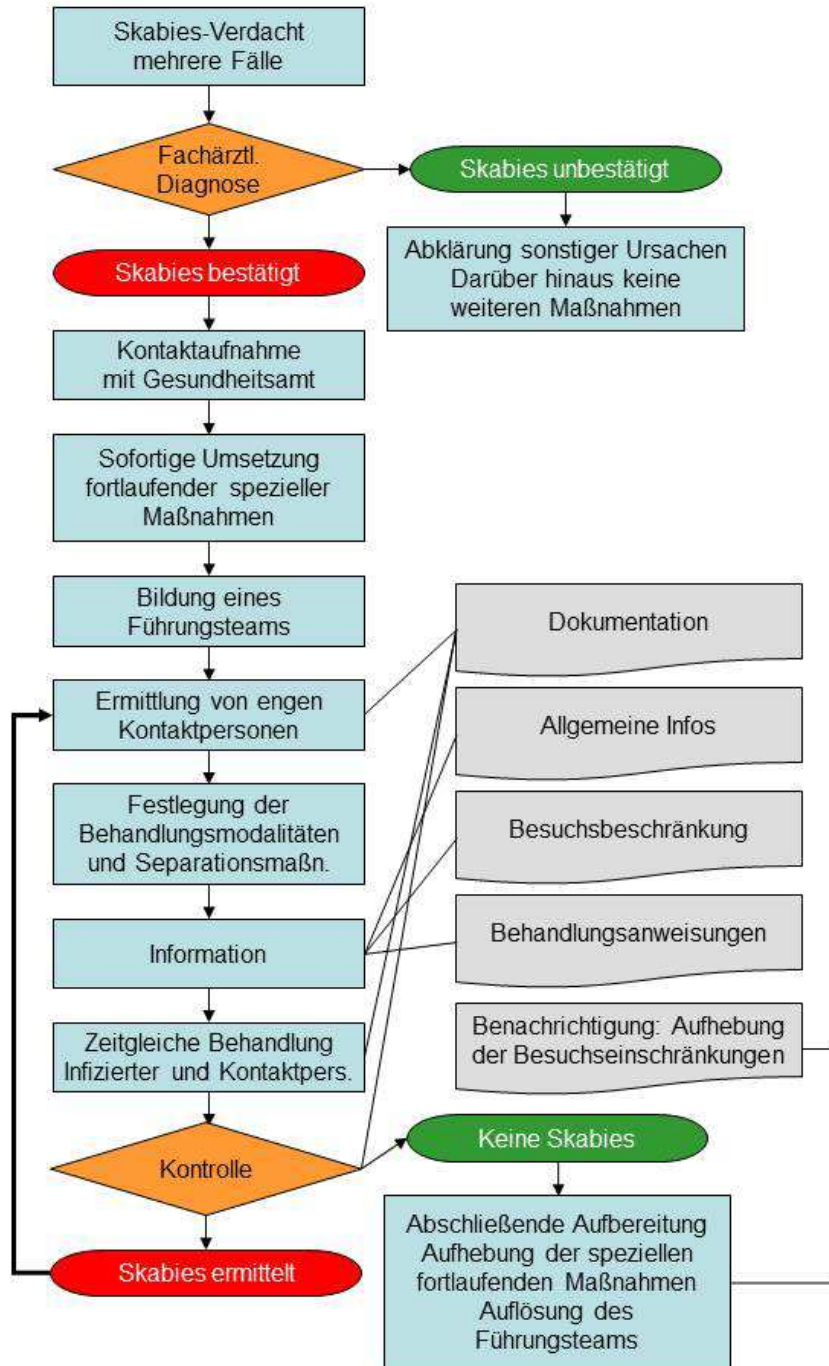 Skabies-Verdacht
mehrere Fälle
Fachärztl.
Diagnose
Skabies unbestätigt
Abklärung sonstiger Ursachen
Darüber hinaus keine
weiteren Maßnahmen
Skabies bestätigt
Kontaktaufnahme
mit Gesundheitsamt
Sofortige Umsetzung
fortlaufender spezieller
Maßnahmen
Bildung eines
Führungsteams
Ermittlung von engen
Kontaktpersonen
Festlegung der
Behandlungsmodalitäten
und Separationsmaßn.
Information
Zeitgleiche Behandlung
Infizierter und Kontaktpers.
Kontrolle
Skabies ermittelt
Dokumentation
Allgemeine Infos
Besuchsbeschränkung
Behandlungsanweisungen
Benachrichtigung: Aufhebung
der Besuchseinschränkungen
Keine Skabies
Abschließende Aufbereitung
Aufhebung der speziellen
fortlaufenden Maßnahmen
Auflösung des
Führungsteams